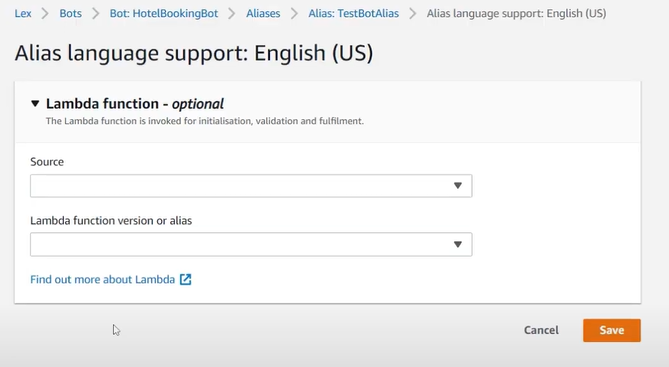 Lex > Bots > Bot: HotelBookingBot > Aliases > Alias: TestBotAlias > Alias language support: English (US)
Alias language support: English (US)
Lambda function - optional
The Lambda function is invoked for initialisation, validation and fulfilment.
Source
Lambda function version or alias
Find out more about Lambda
Cancel Save